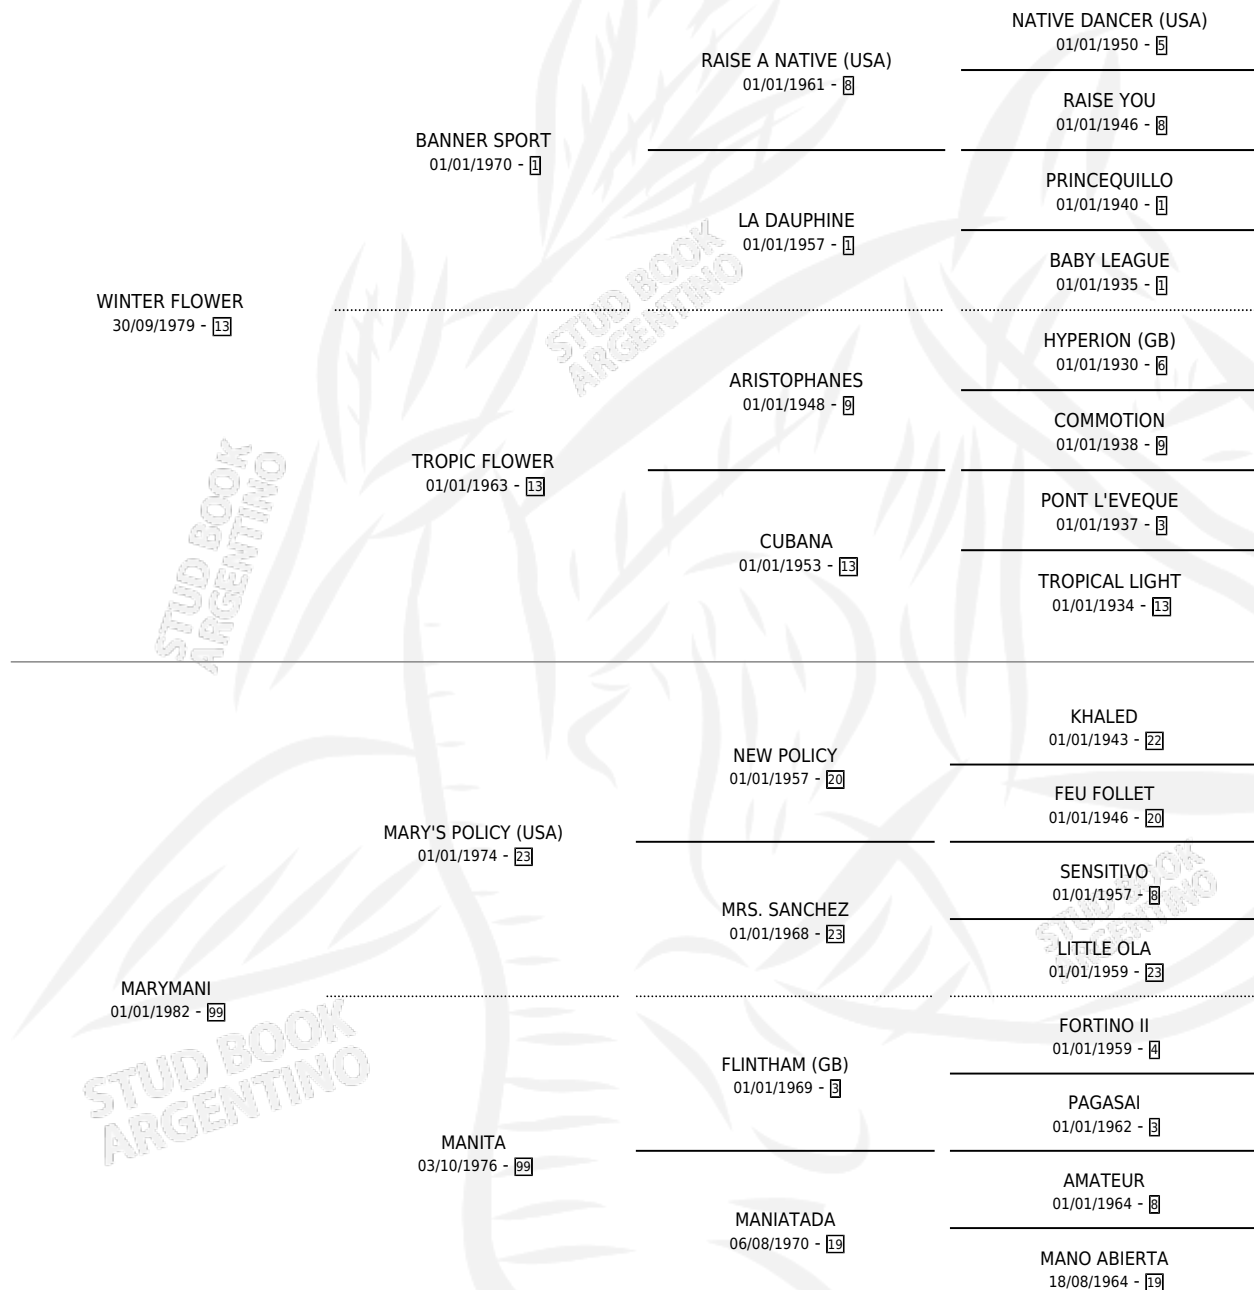 NATIVE DANCER (USA)
01/01/1950 - 5
RAISE A NATIVE (USA)
01/01/1961 - 8
RAISE YOU
01/01/1946 - 8
BANNER SPORT
01/01/1970 - 1
PRINCEQUILLO
01/01/1940 - 1
LA DAUPHINE
01/01/1957 - 1
BABY LEAGUE
01/01/1935 - 1
WINTER FLOWER
30/09/1979 - 13
HYPERION (GB)
01/01/1930 - 6
ARISTOPHANES
01/01/1948 - 9
COMMOTION
01/01/1938 - 9
TROPIC FLOWER
01/01/1963 - 13
PONT L'EVEQUE
01/01/1937 - 3
CUBANA
01/01/1953 - 13
TROPICAL LIGHT
01/01/1934 - 13
KHALED
01/01/1943 - 22
NEW POLICY
01/01/1957 - 20
FEU FOLLET
01/01/1946 - 20
MARY'S POLICY (USA)
01/01/1974 - 23
SENSITIVO
01/01/1957 - 8
MRS. SANCHEZ
01/01/1968 - 23
LITTLE OLA
01/01/1959 - 23
MARYMANI
01/01/1982 - 99
FORTINO II
01/01/1959 - 4
FLINTHAM (GB)
01/01/1969 - 3
PAGASAI
01/01/1962 - 3
MANITA
03/10/1976 - 99
AMATEUR
01/01/1964 - 8
MANIATADA
06/08/1970 - 19
MANO ABIERTA
18/08/1964 - 19
STUD BOOK
ARGENTINO
STUD BOOK
ARGENTINO
STUD BOOK
ARGENTINO
STUD BOOK
ARGENTINO